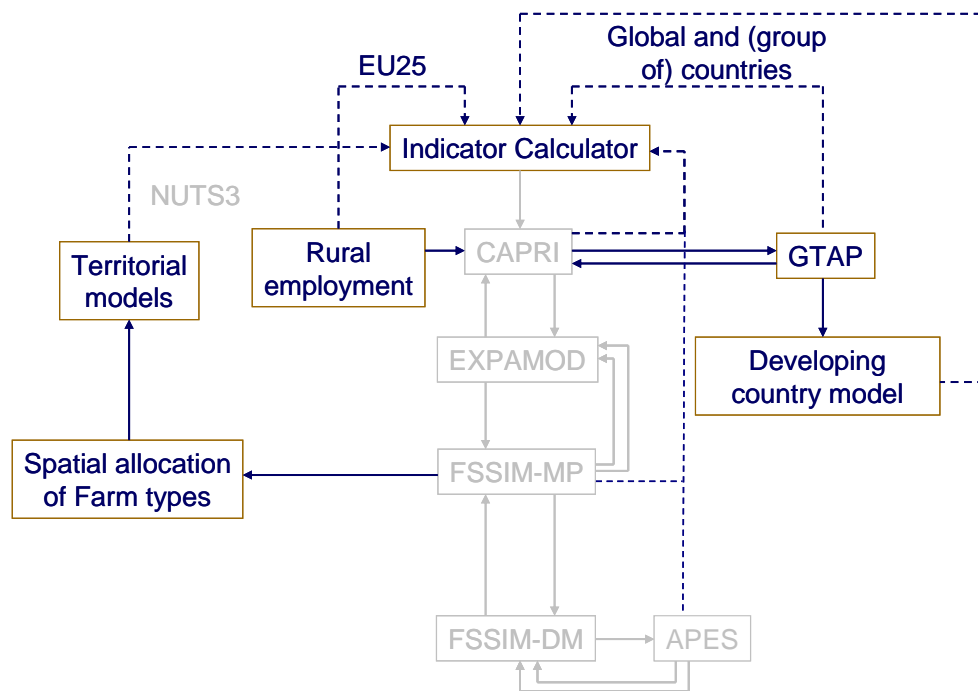 Global and (group
of) countries
EU25
Indicator Calculator
NUTS3
Territorial
models
Rural
employment
CAPRI
GTAP
EXPAMOD
Developing
country model
Spatial allocation
of Farm types
FSSIM-MP
FSSIM-DM
APES